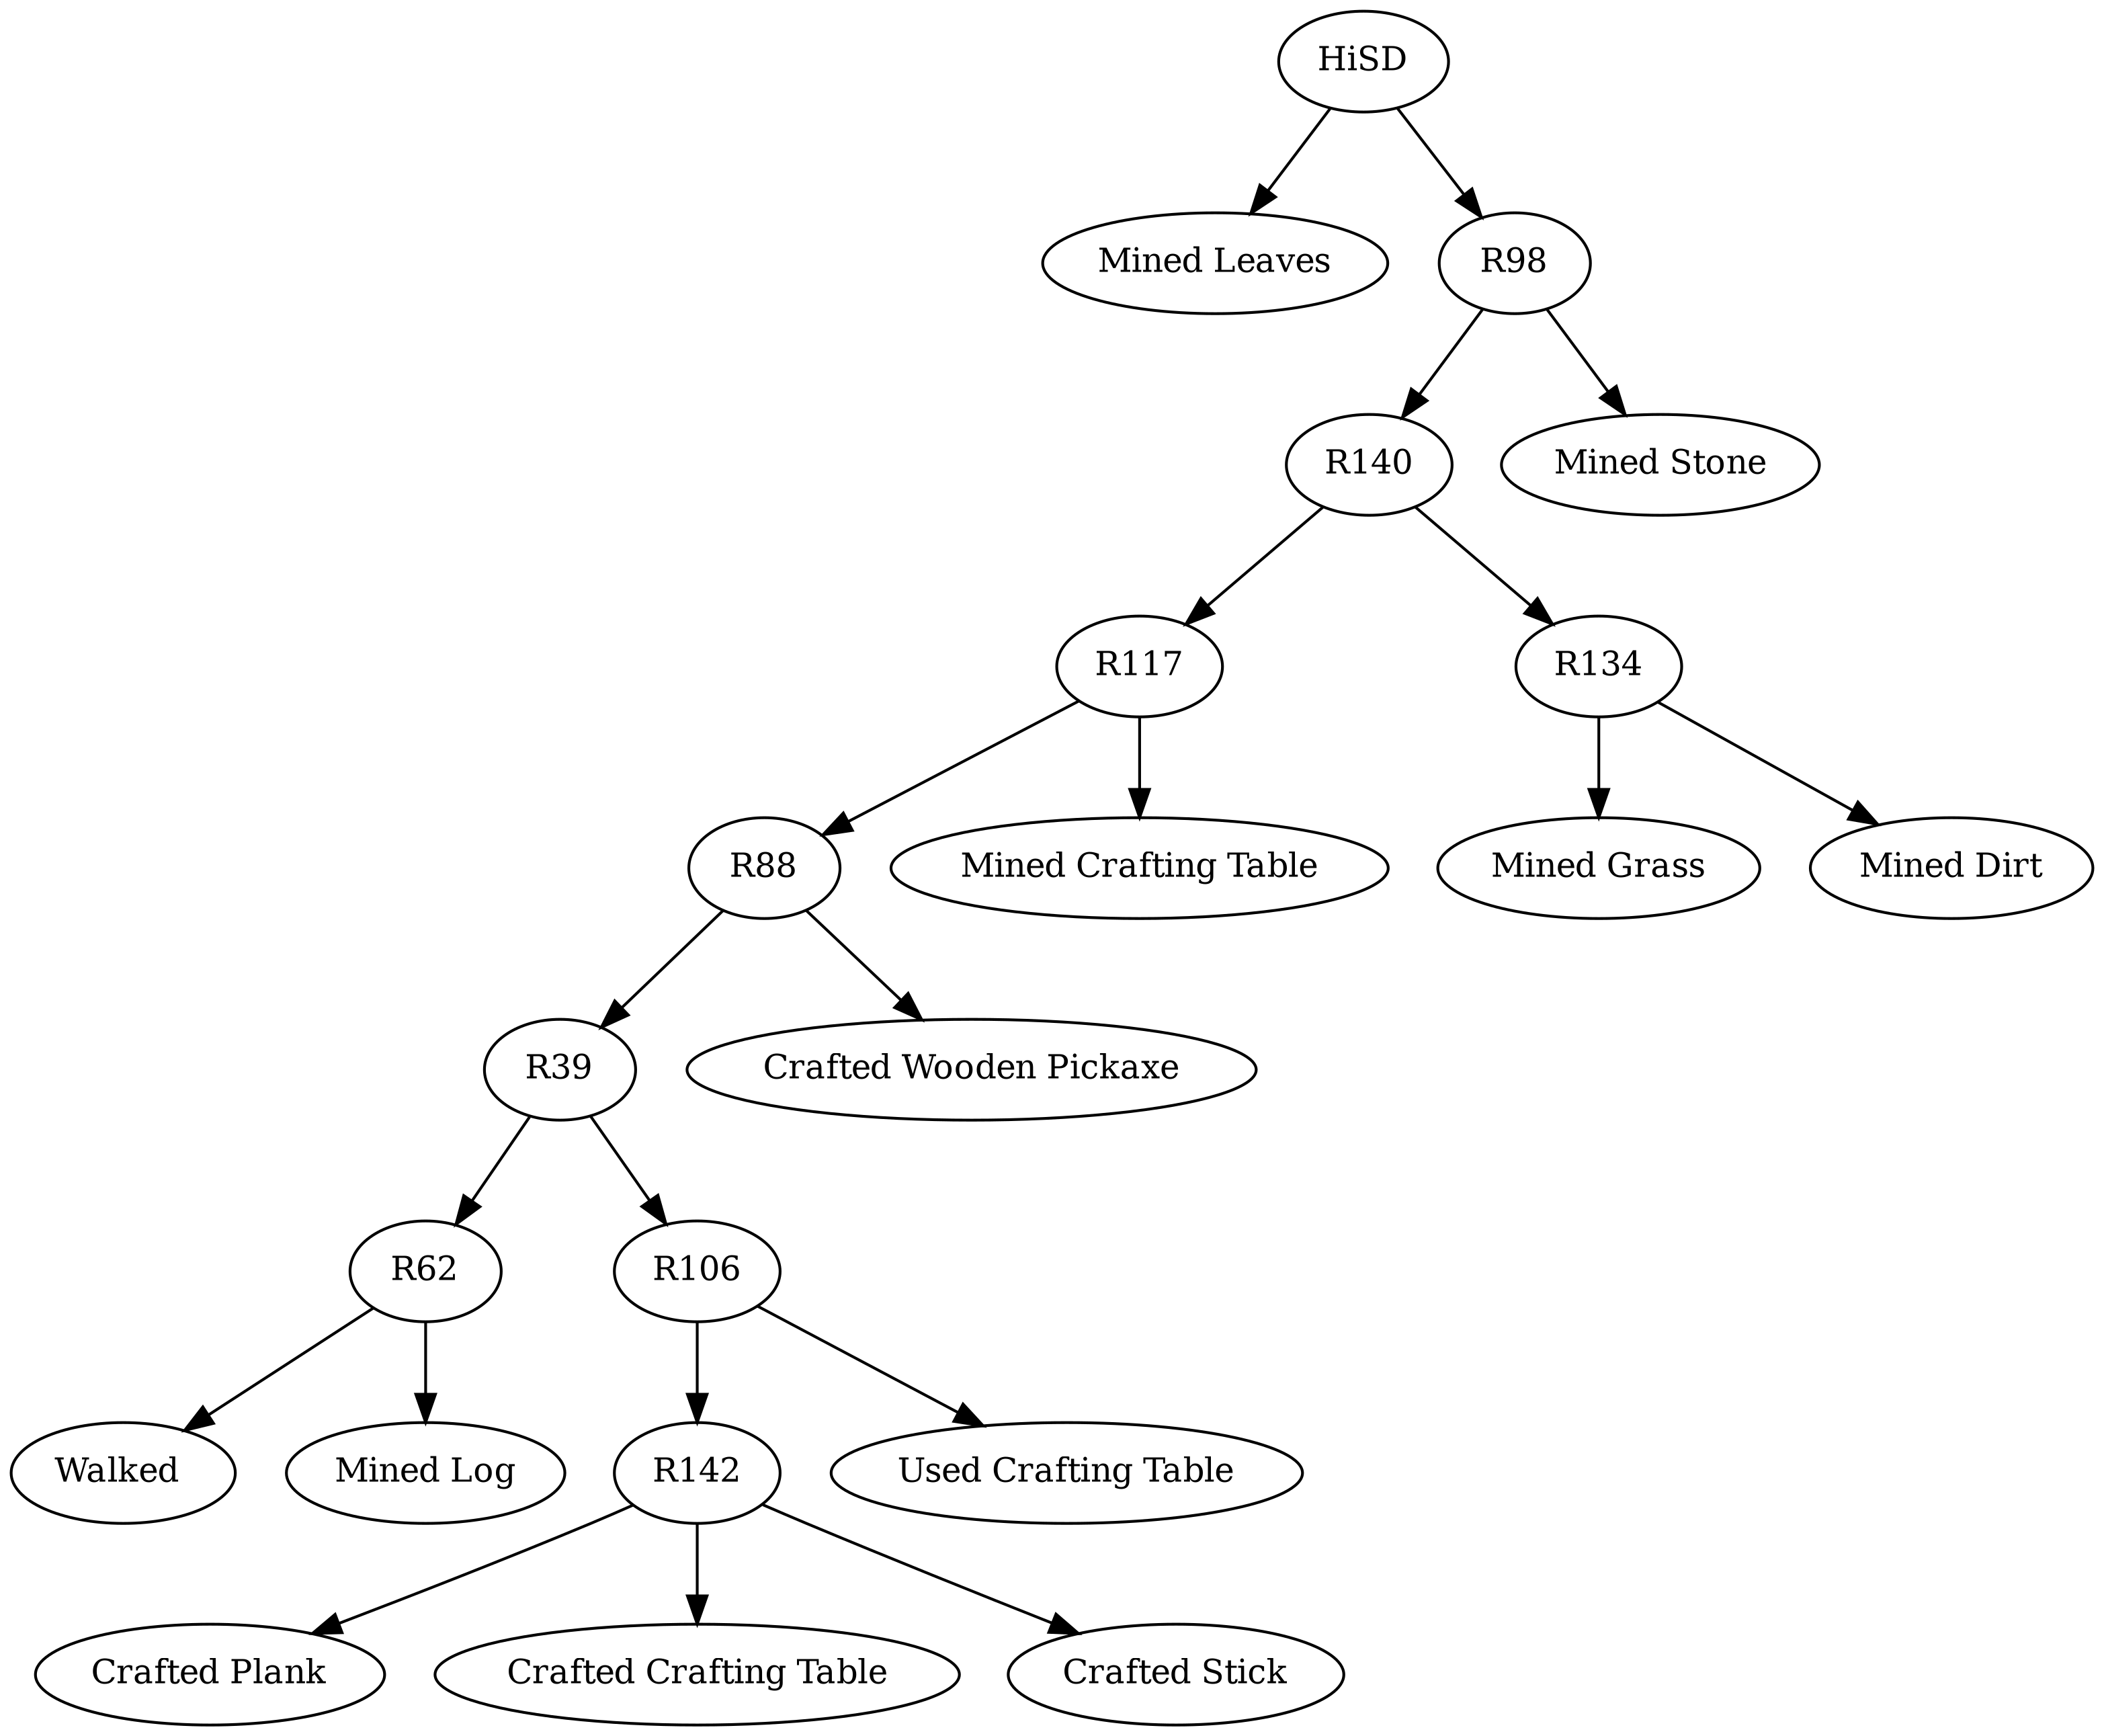 HiSD
Mined Leaves
R98
R140
Mined Stone
R117
R134
R88
Mined Crafting Table
Mined Grass
Mined Dirt
R39
Crafted Wooden Pickaxe
R62
R106
Walked
Mined Log
R142
Used Crafting Table
Crafted Plank
Crafted Crafting Table
Crafted Stick